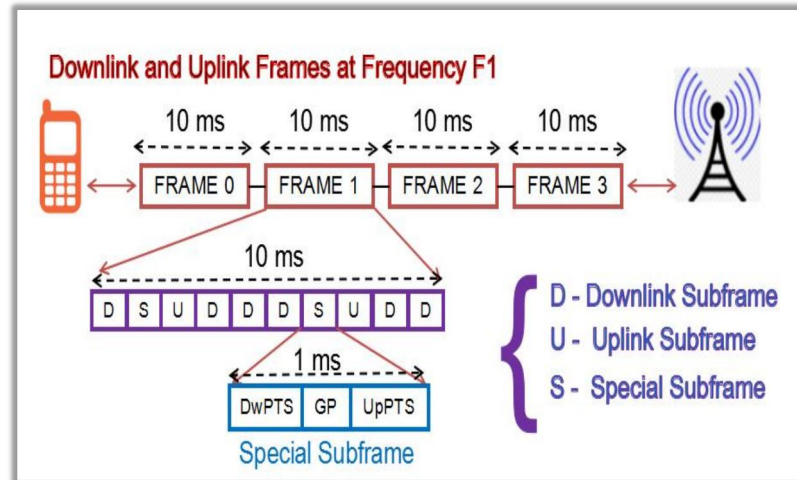 Downlink and Uplink Frames at Frequency F1
10 ms 10 ms 10 ms 10 ms
FRAME 0 FRAME 1 FRAME 2 FRAME 3
10 ms
D S U D D D S U D D
1 ms
DwPTS GP UpPTS
Special Subframe
D - Downlink Subframe
U - Uplink Subframe
S - Special Subframe